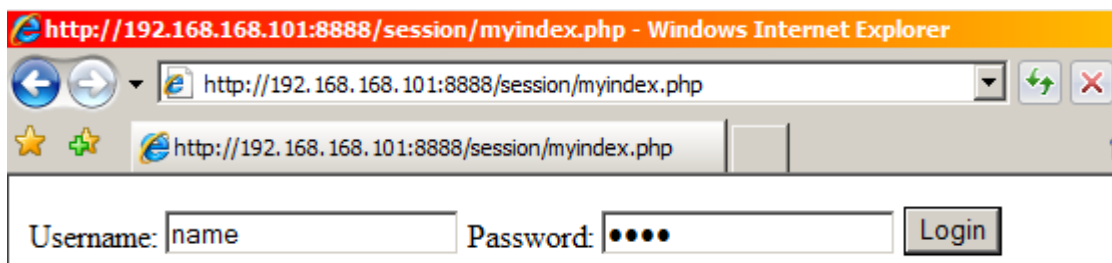 http://192.168.168.101:8888/session/myindex.php - Windows Internet Explorer
http://192.168.168.101:8888/session/myindex.php
http://192.168.168.101:8888/session/myindex.php
Username: name Password: •••• Login